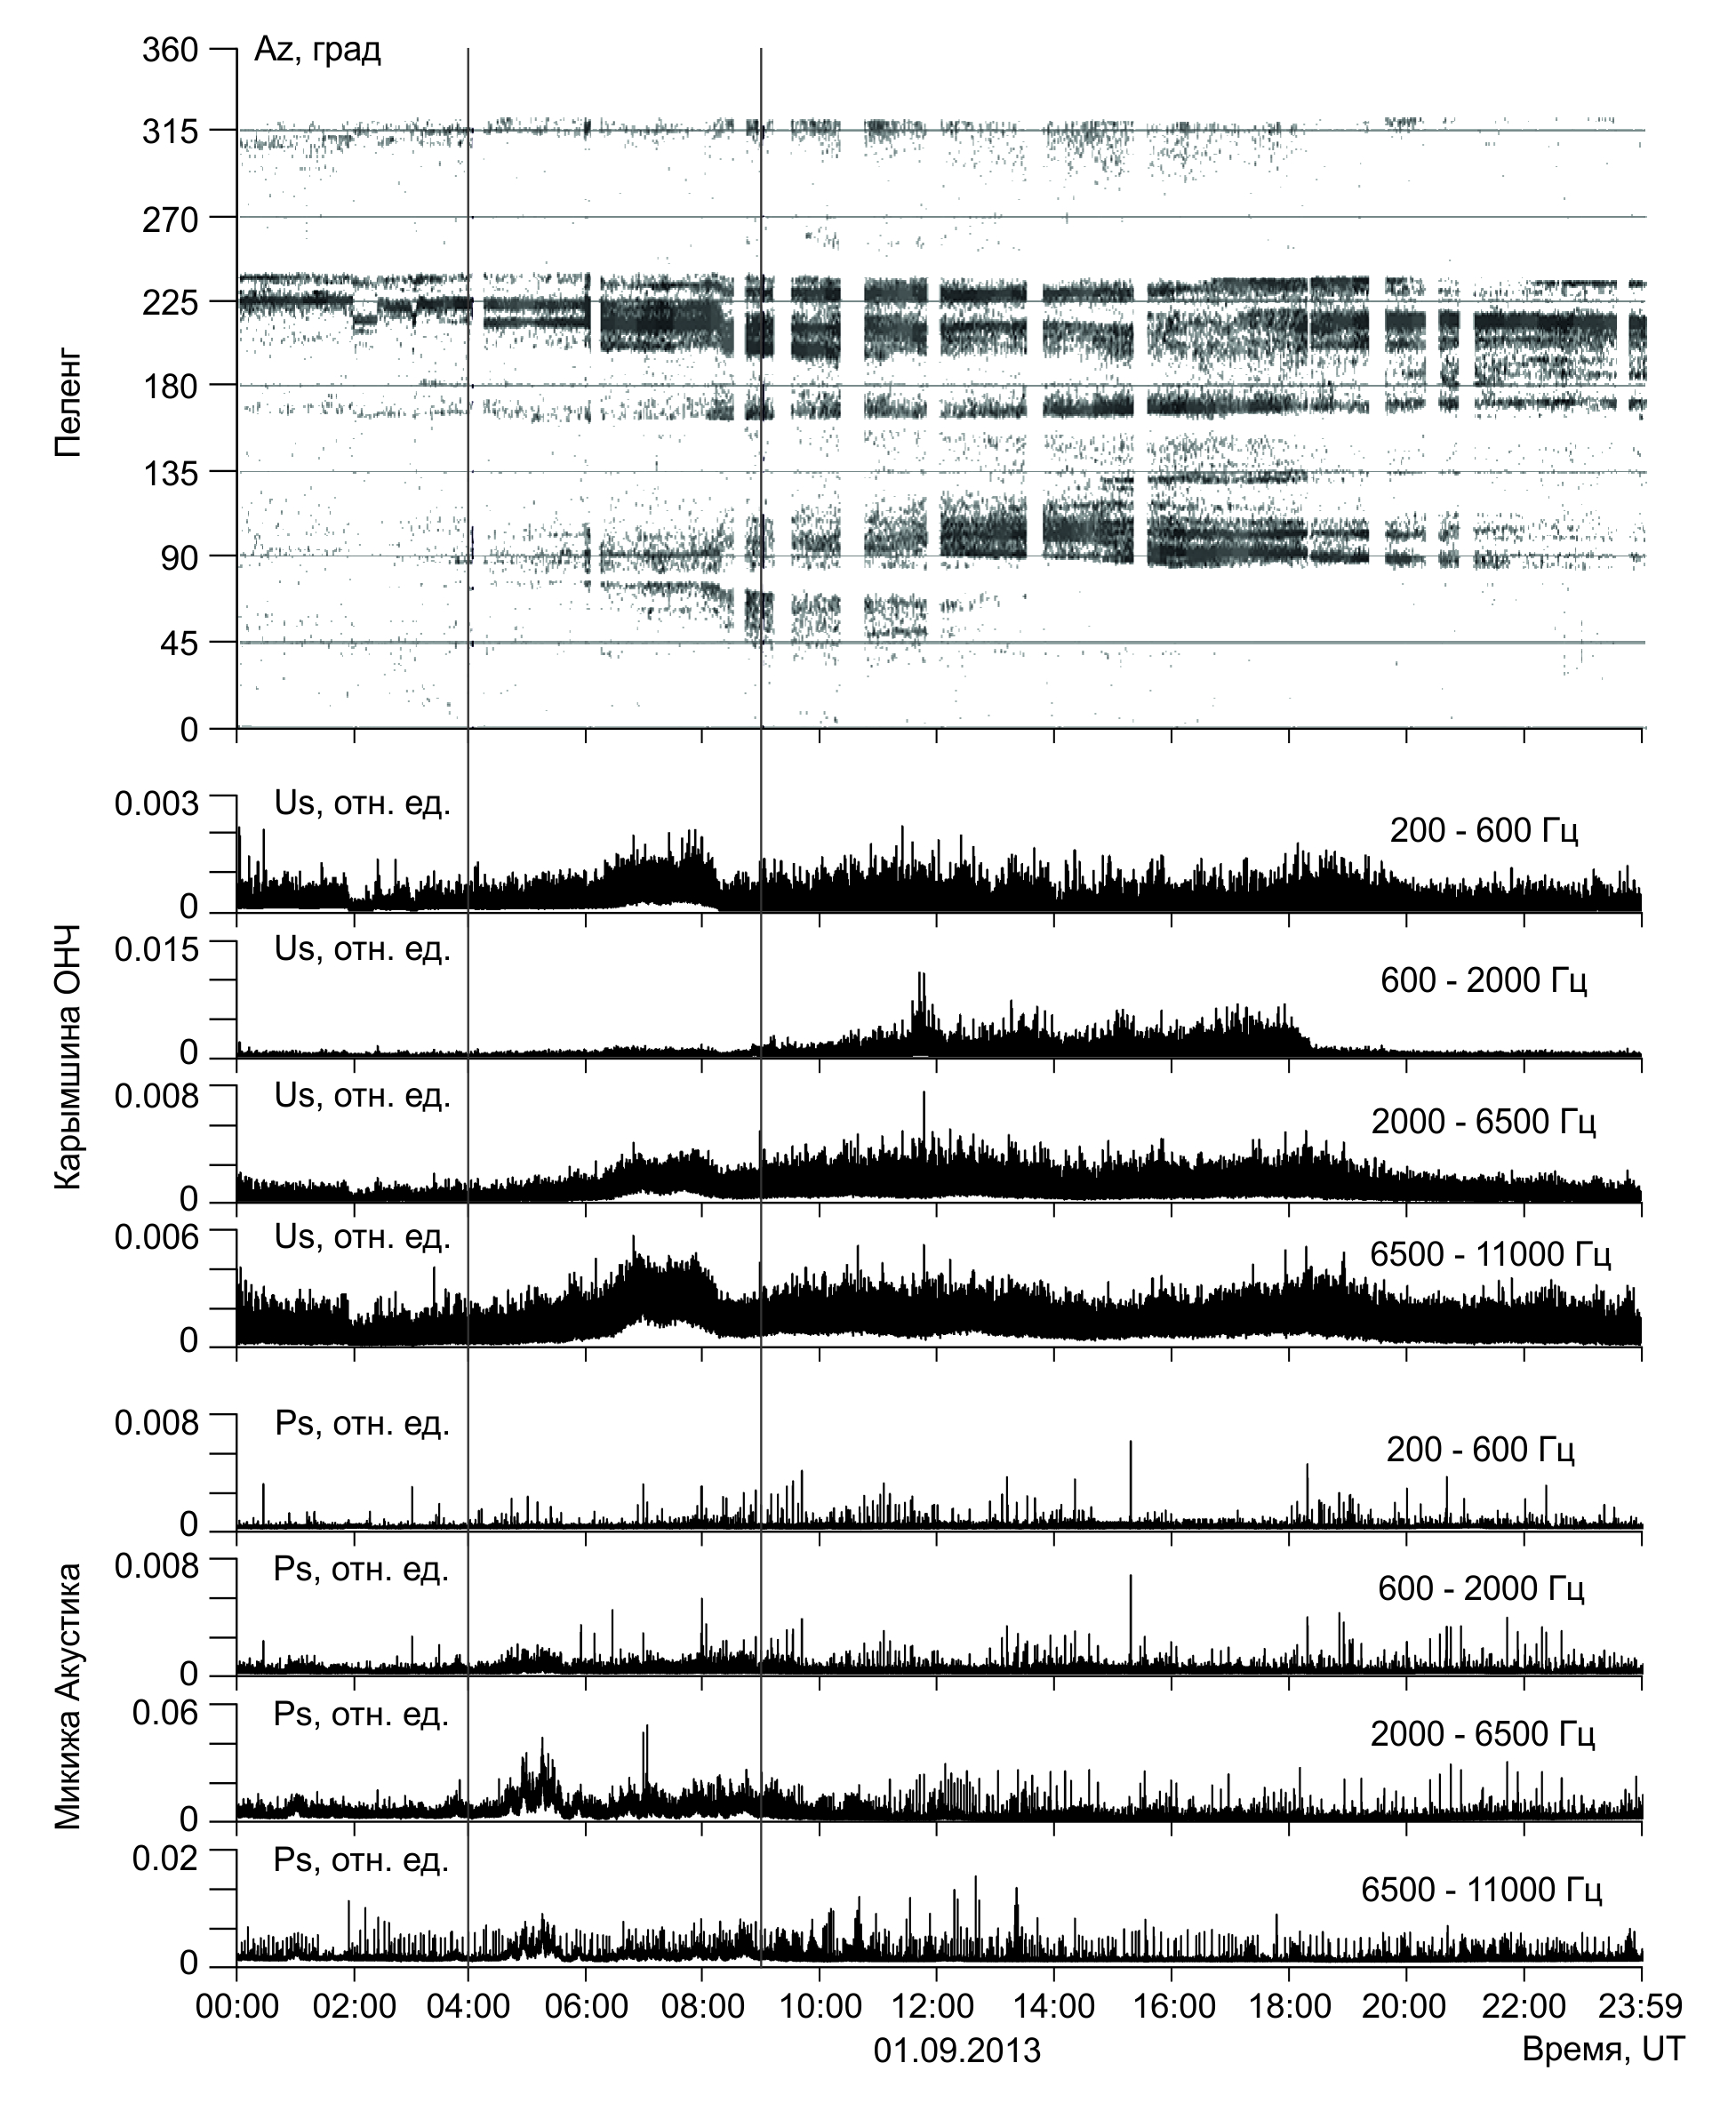 Az, град
360
315
270
225
180
135
90
45
0
Пеленг
0.003
Us, отн. ед.
200 - 600 Гц
0
0.015
Us, отн. ед.
600 - 2000 Гц
0
0.008
Us, отн. ед.
2000 - 6500 Гц
0
0.006
Us, отн. ед.
6500 - 11000 Гц
0
Карымшина ОНЧ
0.008
Ps, отн. ед.
200 - 600 Гц
0
0.008
Ps, отн. ед.
600 - 2000 Гц
0
0.06
Ps, отн. ед.
2000 - 6500 Гц
0
0.02
Ps, отн. ед.
6500 - 11000 Гц
0
Микижа Акустика
00:00 02:00 04:00 06:00 08:00 10:00 12:00 14:00 16:00 18:00 20:00 22:00 23:59
01.09.2013
Время, UT